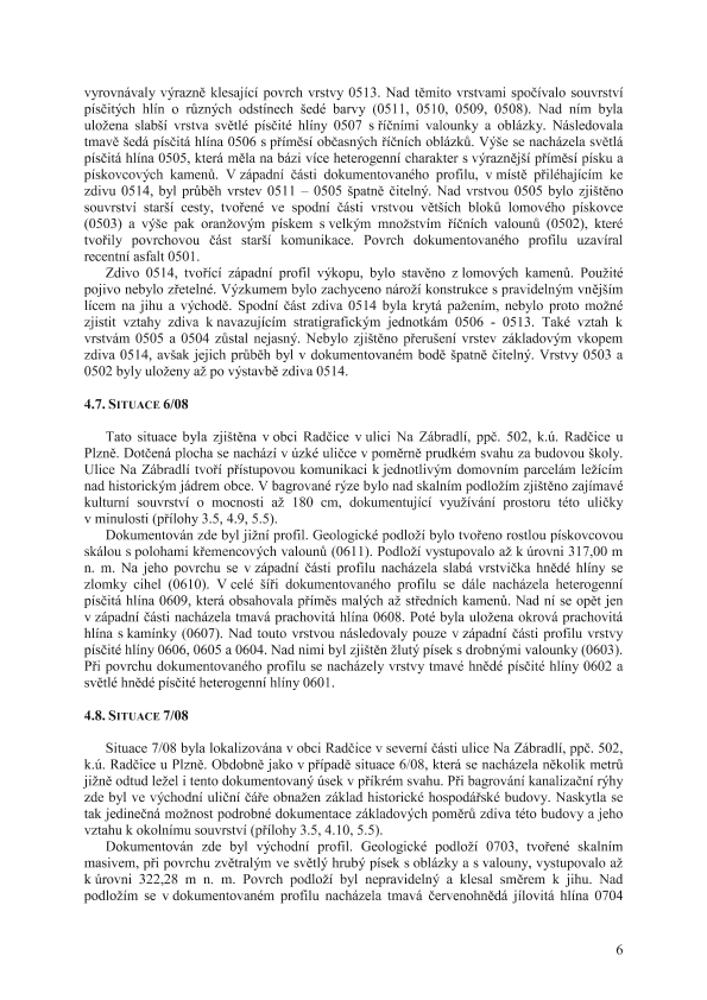 vyrovnávaly výrazně klesající povrch vrstvy 0513. Nad těmito vrstvami spočívalo souvrství
písčitých hlín o různých odstínech šedé barvy (0511, 0510, 0509, 0508). Nad ním byla
uložena slabší vrstva světlé písčité hlíny 0507 s říčními valounky a oblázky. Následovala
tmavě šedá písčitá hlína 0506 s příměsí občasných říčních oblázků. Výše se nacházela světlá
písčitá hlína 0505, která měla na bázi více heterogenní charakter s výraznější příměsí písku a
pískovcových kamenů. V západní části dokumentovaného profilu, v místě přiléhajícím ke
zdivu 0514, byl průběh vrstev 0511 – 0505 špatně čitelný. Nad vrstvou 0505 bylo zjištěno
souvrství starší cesty, tvořené ve spodní části vrstvou větších bloků lomového pískovce
(0503) a výše pak oranžovým pískem s velkým množstvím říčních valounů (0502), které
tvořily povrchovou část starší komunikace. Povrch dokumentovaného profilu uzavíral
recentní asfalt 0501.
Zdivo 0514, tvořící západní profil výkopu, bylo stavěno z lomových kamenů. Použité
pojivo nebylo zřetelné. Výzkumem bylo zachyceno nároží konstrukce s pravidelným vnějším
lícem na jihu a východě. Spodní část zdiva 0514 byla krytá pažením, nebylo proto možné
zjistit vztahy zdiva k navazujícím stratigrafickým jednotkám 0506 - 0513. Také vztah k
vrstvám 0505 a 0504 zůstal nejasný. Nebylo zjištěno přerušení vrstev základovým vkopem
zdiva 0514, avšak jejich průběh byl v dokumentovaném bodě špatně čitelný. Vrstvy 0503 a
0502 byly uloženy až po výstavbě zdiva 0514.
4.7. SITUACE 6/08
Tato situace byla zjištěna v obci Radčice v ulici Na Zábradlí, ppč. 502, k.ú. Radčice u
Plzně. Dotčená plocha se nachází v úzké uličce v poměrně prudkém svahu za budovou školy.
Ulice Na Zábradlí tvoří přístupovou komunikaci k jednotlivým domovním parcelám ležícím
nad historickým jádrem obce. V bagrované rýze bylo nad skalním podložím zjištěno zajímavé
kulturní souvrství o mocnosti až 180 cm, dokumentující využívání prostoru této uličky
v minulosti (přílohy 3.5, 4.9, 5.5).
Dokumentován zde byl jižní profil. Geologické podloží bylo tvořeno rostlou pískovcovou
skálou s polohami křemencových valounů (0611). Podloží vystupovalo až k úrovni 317,00 m
n. m. Na jeho povrchu se v západní části profilu nacházela slabá vrstvička hnědé hlíny se
zlomky cihel (0610). V celé šíři dokumentovaného profilu se dále nacházela heterogenní
písčitá hlína 0609, která obsahovala příměs malých až středních kamenů. Nad ní se opět jen
v západní části nacházela tmavá prachovitá hlína 0608. Poté byla uložena okrová prachovitá
hlína s kamínky (0607). Nad touto vrstvou následovaly pouze v západní části profilu vrstvy
písčité hlíny 0606, 0605 a 0604. Nad nimi byl zjištěn žlutý písek s drobnými valounky (0603).
Při povrchu dokumentovaného profilu se nacházely vrstvy tmavé hnědé písčité hlíny 0602 a
světlé hnědé písčité heterogenní hlíny 0601.
4.8. SITUACE 7/08
Situace 7/08 byla lokalizována v obci Radčice v severní části ulice Na Zábradlí, ppč. 502,
k.ú. Radčice u Plzně. Obdobně jako v případě situace 6/08, která se nacházela několik metrů
jižně odtud ležel i tento dokumentovaný úsek v příkrém svahu. Při bagrování kanalizační rýhy
zde byl ve východní uliční čáře obnažen základ historické hospodářské budovy. Naskytla se
tak jedinečná možnost podrobné dokumentace základových poměrů zdiva této budovy a jeho
vztahu k okolnímu souvrství (přílohy 3.5, 4.10, 5.5).
Dokumentován zde byl východní profil. Geologické podloží 0703, tvořené skalním
masivem, při povrchu zvětralým ve světlý hrubý písek s oblázky a s valouny, vystupovalo až
k úrovni 322,28 m n. m. Povrch podloží byl nepravidelný a klesal směrem k jihu. Nad
podložím se v dokumentovaném profilu nacházela tmavá červenohnědá jílovitá hlína 0704
6